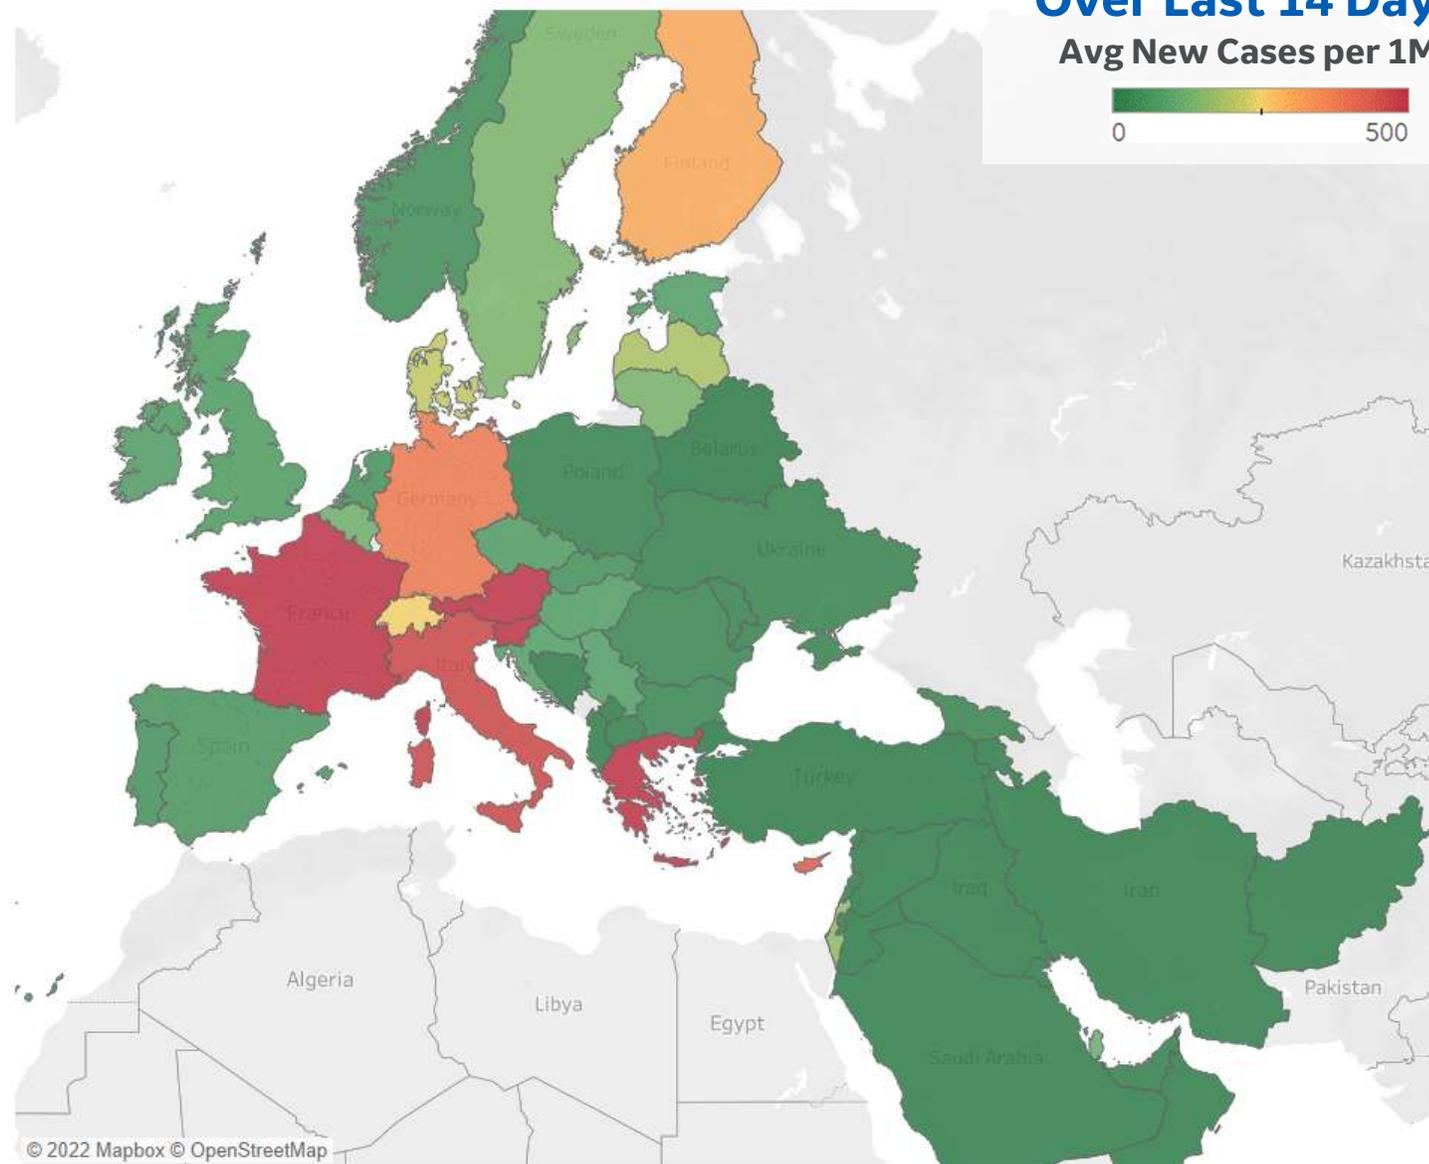 Over Last 14 Day
Avg New Cases per 1M
0 500
Sweden
Finland
Norway
Belarus
Poland
Germany
Ukraine
Kazakhsta
France
Italy
Spain
Turkey
Iraq
Iran
Algeria
Libya
Egypt
Pakistan
Saudi Arabia
© 2022 Mapbox © OpenStreetMap